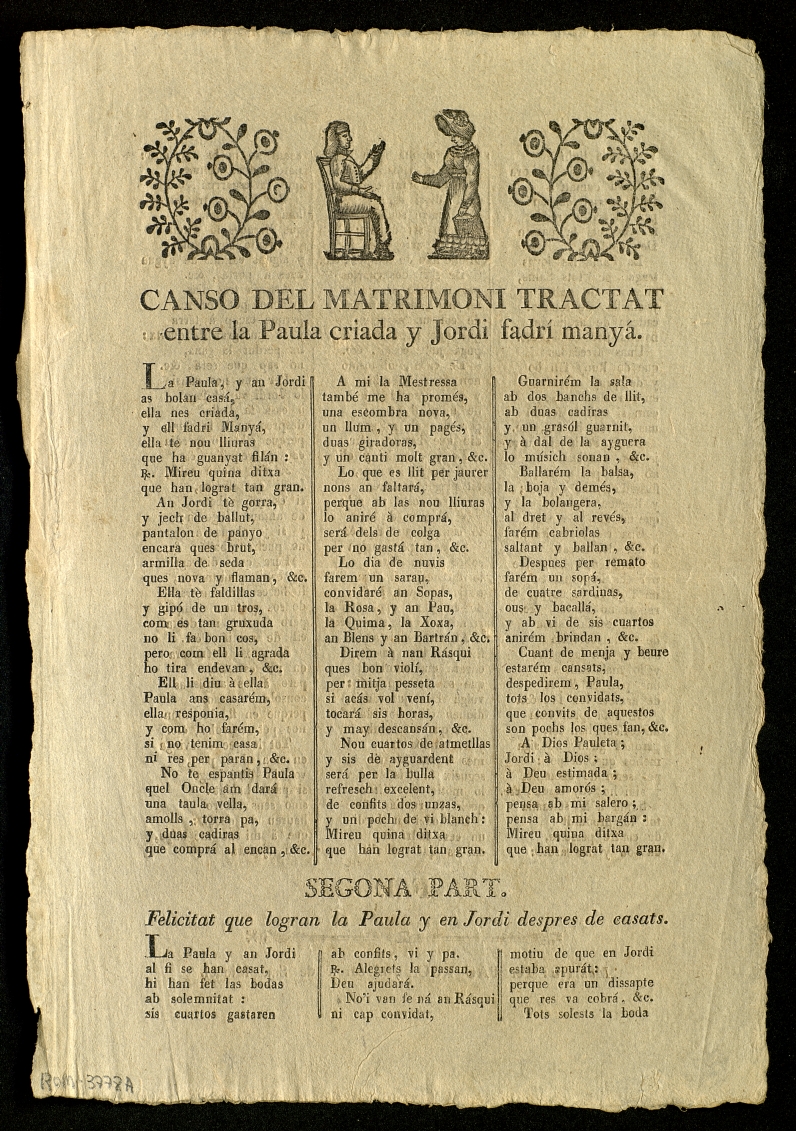 CANSO DEL MATRIMONI TRACTAT
entre la Paula criada y Jordi fadrí manyá.
La Paula, y an Jordi
as bolan casá,
ella nes criada,
y ell fadrí Manyá,
ella te nou lliuras
que ha guanyat filán :
℞. Mireu quina ditxa
que han lograt tan gran.
An Jordi tè gorra,
y jech de ballut,
pantalon de panyo
encara ques brut,
armilla de seda
ques nova y flaman, &c.
Ella tè faldillas
y gipó de un tros,
com es tan gruxuda
no li fa bon cos,
pero com ell li agrada
ho tira endevan, &c.
Ell li diu à ella
Paula ans casarém,
ella responia,
y com ho farém,
si no tenim casa
ni res per paran, &c.
No te espantis Paula
quel Oncle am dará
una taula vella,
amolls, torra pa,
y duas cadiras
que comprá al encan, &c.
A mi la Mestressa
també me ha promés,
una escombra nova,
un llum, y un pagés,
duas giradoras,
y un canti molt gran, &c.
Lo que es llit per jaurer
nons an faltará,
perque ab las nou lliuras
lo aniré à comprá,
será dels de colga
per no gastá tan, &c.
Lo dia de nuvis
farem un sarau,
convidaré an Sopas,
la Rosa, y an Pau,
la Quima, la Xoxa,
an Blens y an Bartrán, &c.
Direm à nan Rásqui
ques bon violí,
per mitja pesseta
si acás vol vení,
tocará sis horas,
y may descansán, &c.
Nou cuartos de atmetllas
y sis de ayguardent
será per la bulla
refresch excelent,
de confits dos unzas,
y un poch de vi blanch:
Mireu quina ditxa
que han lograt tan gran.
Guarnirém la sala
ab dos banchs de llit,
ab duas cadiras
y un grasól guarnit,
y à dal de la ayguera
lo músich sonan, &c.
Ballarém la balsa,
la boja y demés,
y la bolangera,
al dret y al revés,
farém cabriolas
saltant y ballan, &c.
Despues per remato
farém un sopá,
de cuatre sardinas,
ous y bacallá,
y ab vi de sis cuartos
anirém brindan, &c.
Cuant de menja y beure
estarém cansats,
despedirem, Paula,
tots los convidats,
que convits de aquestos
son pochs los ques fan, &c.
A Dios Pauleta ;
Jordi à Dios ;
à Deu estimada ;
à Deu amorós ;
pensa ab mi salero ;
pensa ab mi bargán :
Mireu quina ditxa
que han lograt tan gran.
SEGONA PART.
Felicitat que logran la Paula y en Jordi despres de casats.
La Paula y an Jordi
al fi se han casat,
hi han fet las bodas
ab solemnitat :
sis cuartos gastaren
ab confits, vi y pa.
℞. Alegrets la passan,
Deu ajudará.
No'i van fe ná an Rásqui
ni cap convidat,
motiu de que en Jordi
estaba apurát:
perque era un dissapte
que res va cobrá, &c.
Tots solests la boda
ROM-3778A